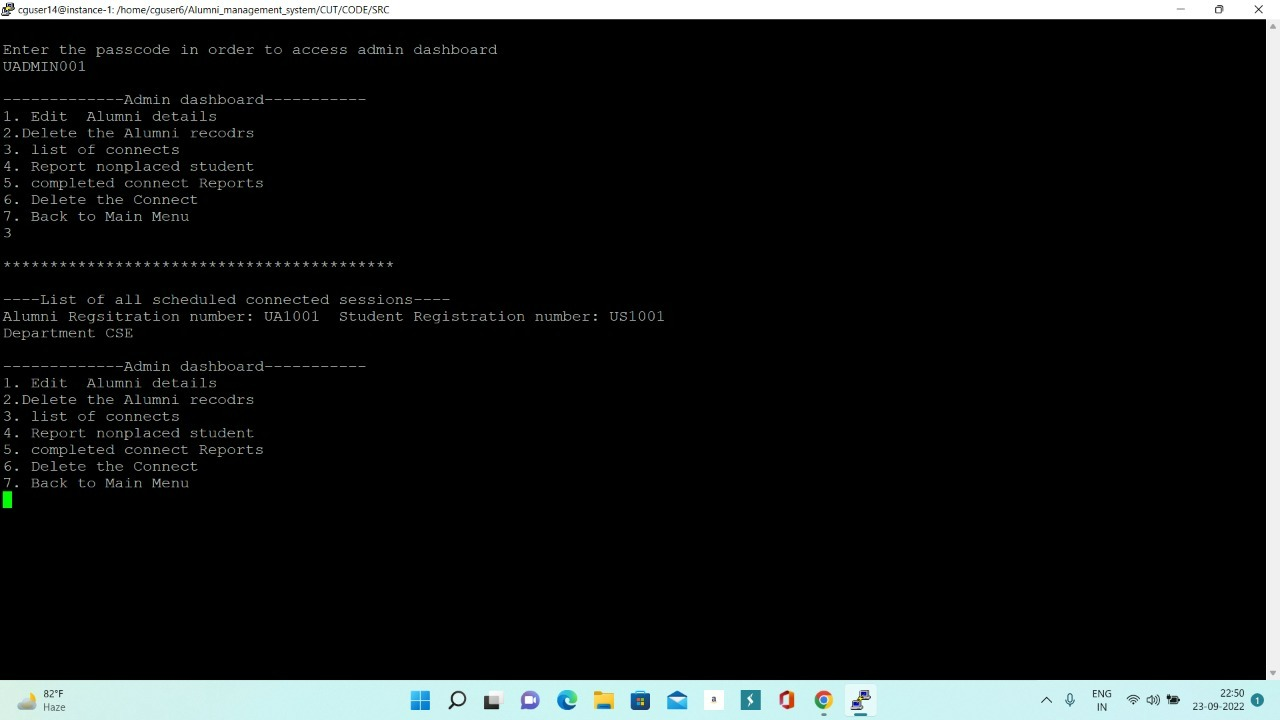 cguser14@instance-1: /home/cguser6/Alumni_management_system/CUT/CODE/SRC
Enter the passcode in order to access admin dashboard
UADMIN001
-------------Admin dashboard-----------
1. Edit  Alumni details
2.Delete the Alumni recodrs
3. list of connects
4. Report nonplaced student
5. completed connect Reports
6. Delete the Connect
7. Back to Main Menu
3
******************************************
----List of all scheduled connected sessions----
Alumni Regsitration number: UA1001  Student Registration number: US1001
Department CSE
-------------Admin dashboard-----------
1. Edit  Alumni details
2.Delete the Alumni recodrs
3. list of connects
4. Report nonplaced student
5. completed connect Reports
6. Delete the Connect
7. Back to Main Menu
82°F
Haze
a
ENG
IN
22:50
23-09-2022
1